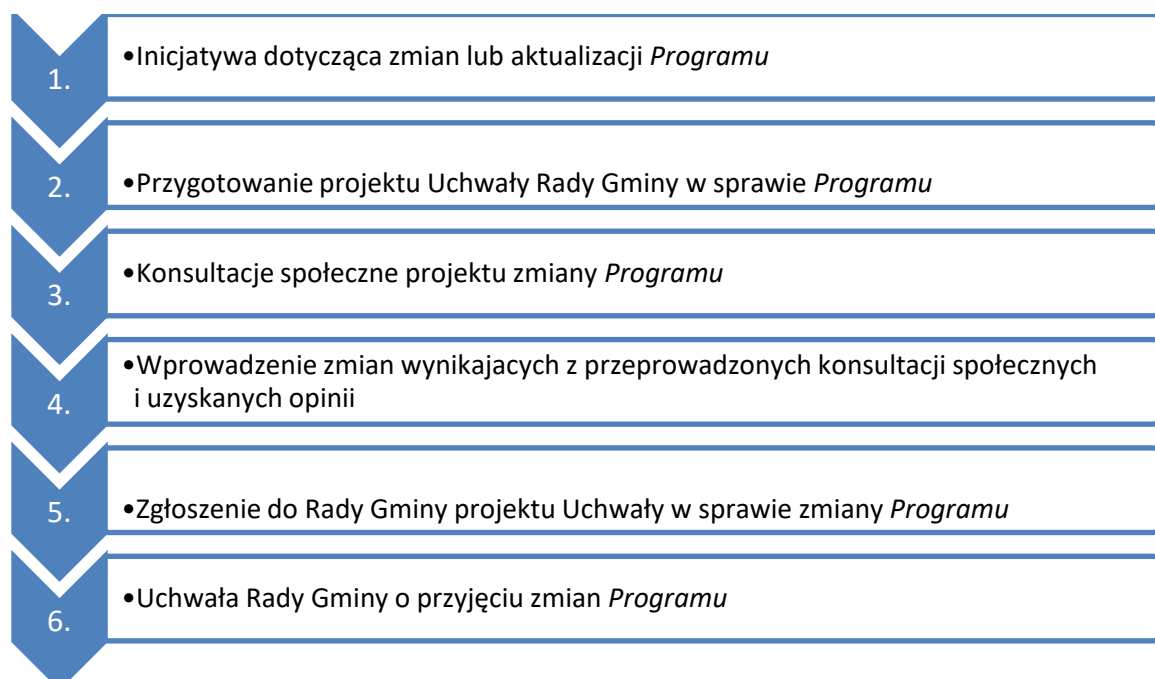 1.
•Inicjatywa dotycząca zmian lub aktualizacji Programu
2.
•Przygotowanie projektu Uchwały Rady Gminy w sprawie Programu
3.
•Konsultacje społeczne projektu zmiany Programu
4.
•Wprowadzenie zmian wynikajacych z przeprowadzonych konsultacji społecznych
i uzyskanych opinii
5.
•Zgłoszenie do Rady Gminy projektu Uchwały w sprawie zmiany Programu
6.
•Uchwała Rady Gminy o przyjęciu zmian Programu